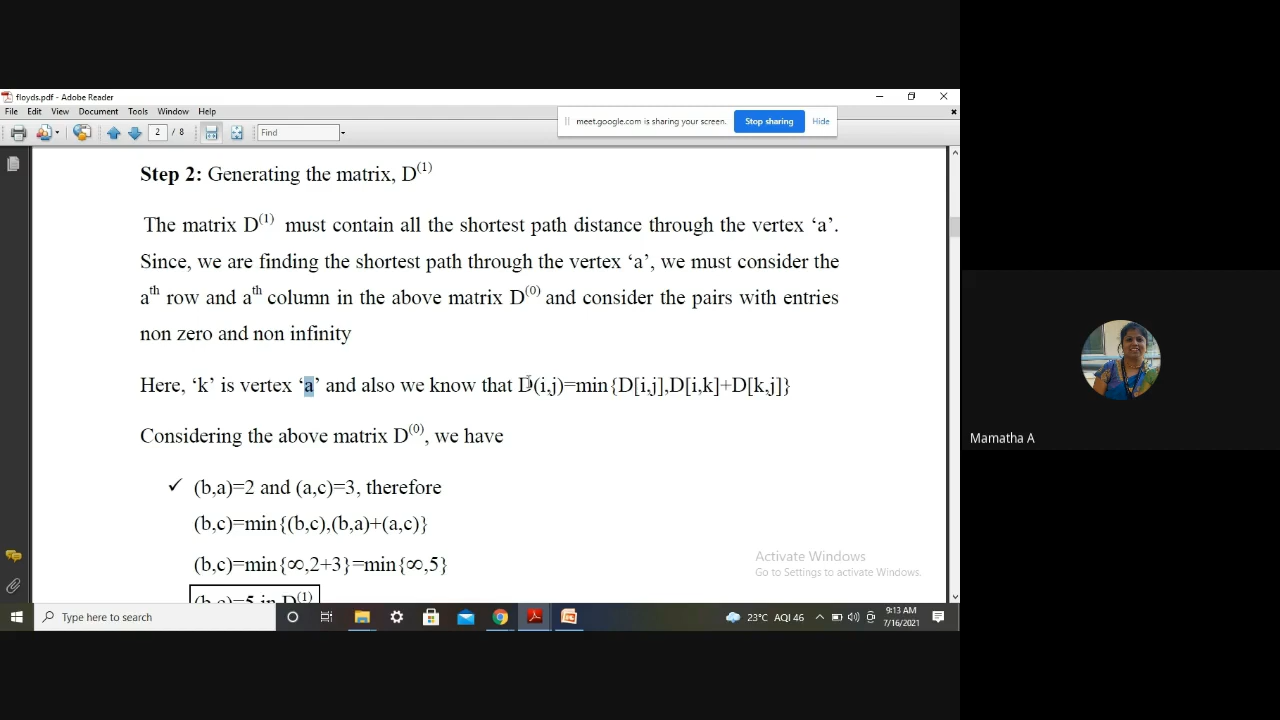 floyds.pdf - Adobe Reader
File Edit View Document Tools Window Help
meet.google.com is sharing your screen. Stop sharing Hide
2 / 8 Find
Step 2: Generating the matrix, D(1)
The matrix D(1) must contain all the shortest path distance through the vertex ‘a’.
Since, we are finding the shortest path through the vertex ‘a’, we must consider the
ath row and ath column in the above matrix D(0) and consider the pairs with entries
non zero and non infinity
Here, ‘k’ is vertex ‘a’ and also we know that D(i,j)=min{D[i,j],D[i,k]+D[k,j]}
Considering the above matrix D(0), we have
✓ (b,a)=2 and (a,c)=3, therefore
(b,c)=min{(b,c),(b,a)+(a,c)}
(b,c)=min{∞,2+3}=min{∞,5}
(b,c)=5 in D(1)
Mamatha A
Activate Windows
Go to Settings to activate Windows.
Type here to search
23°C AQI 46
9:13 AM
7/16/2021